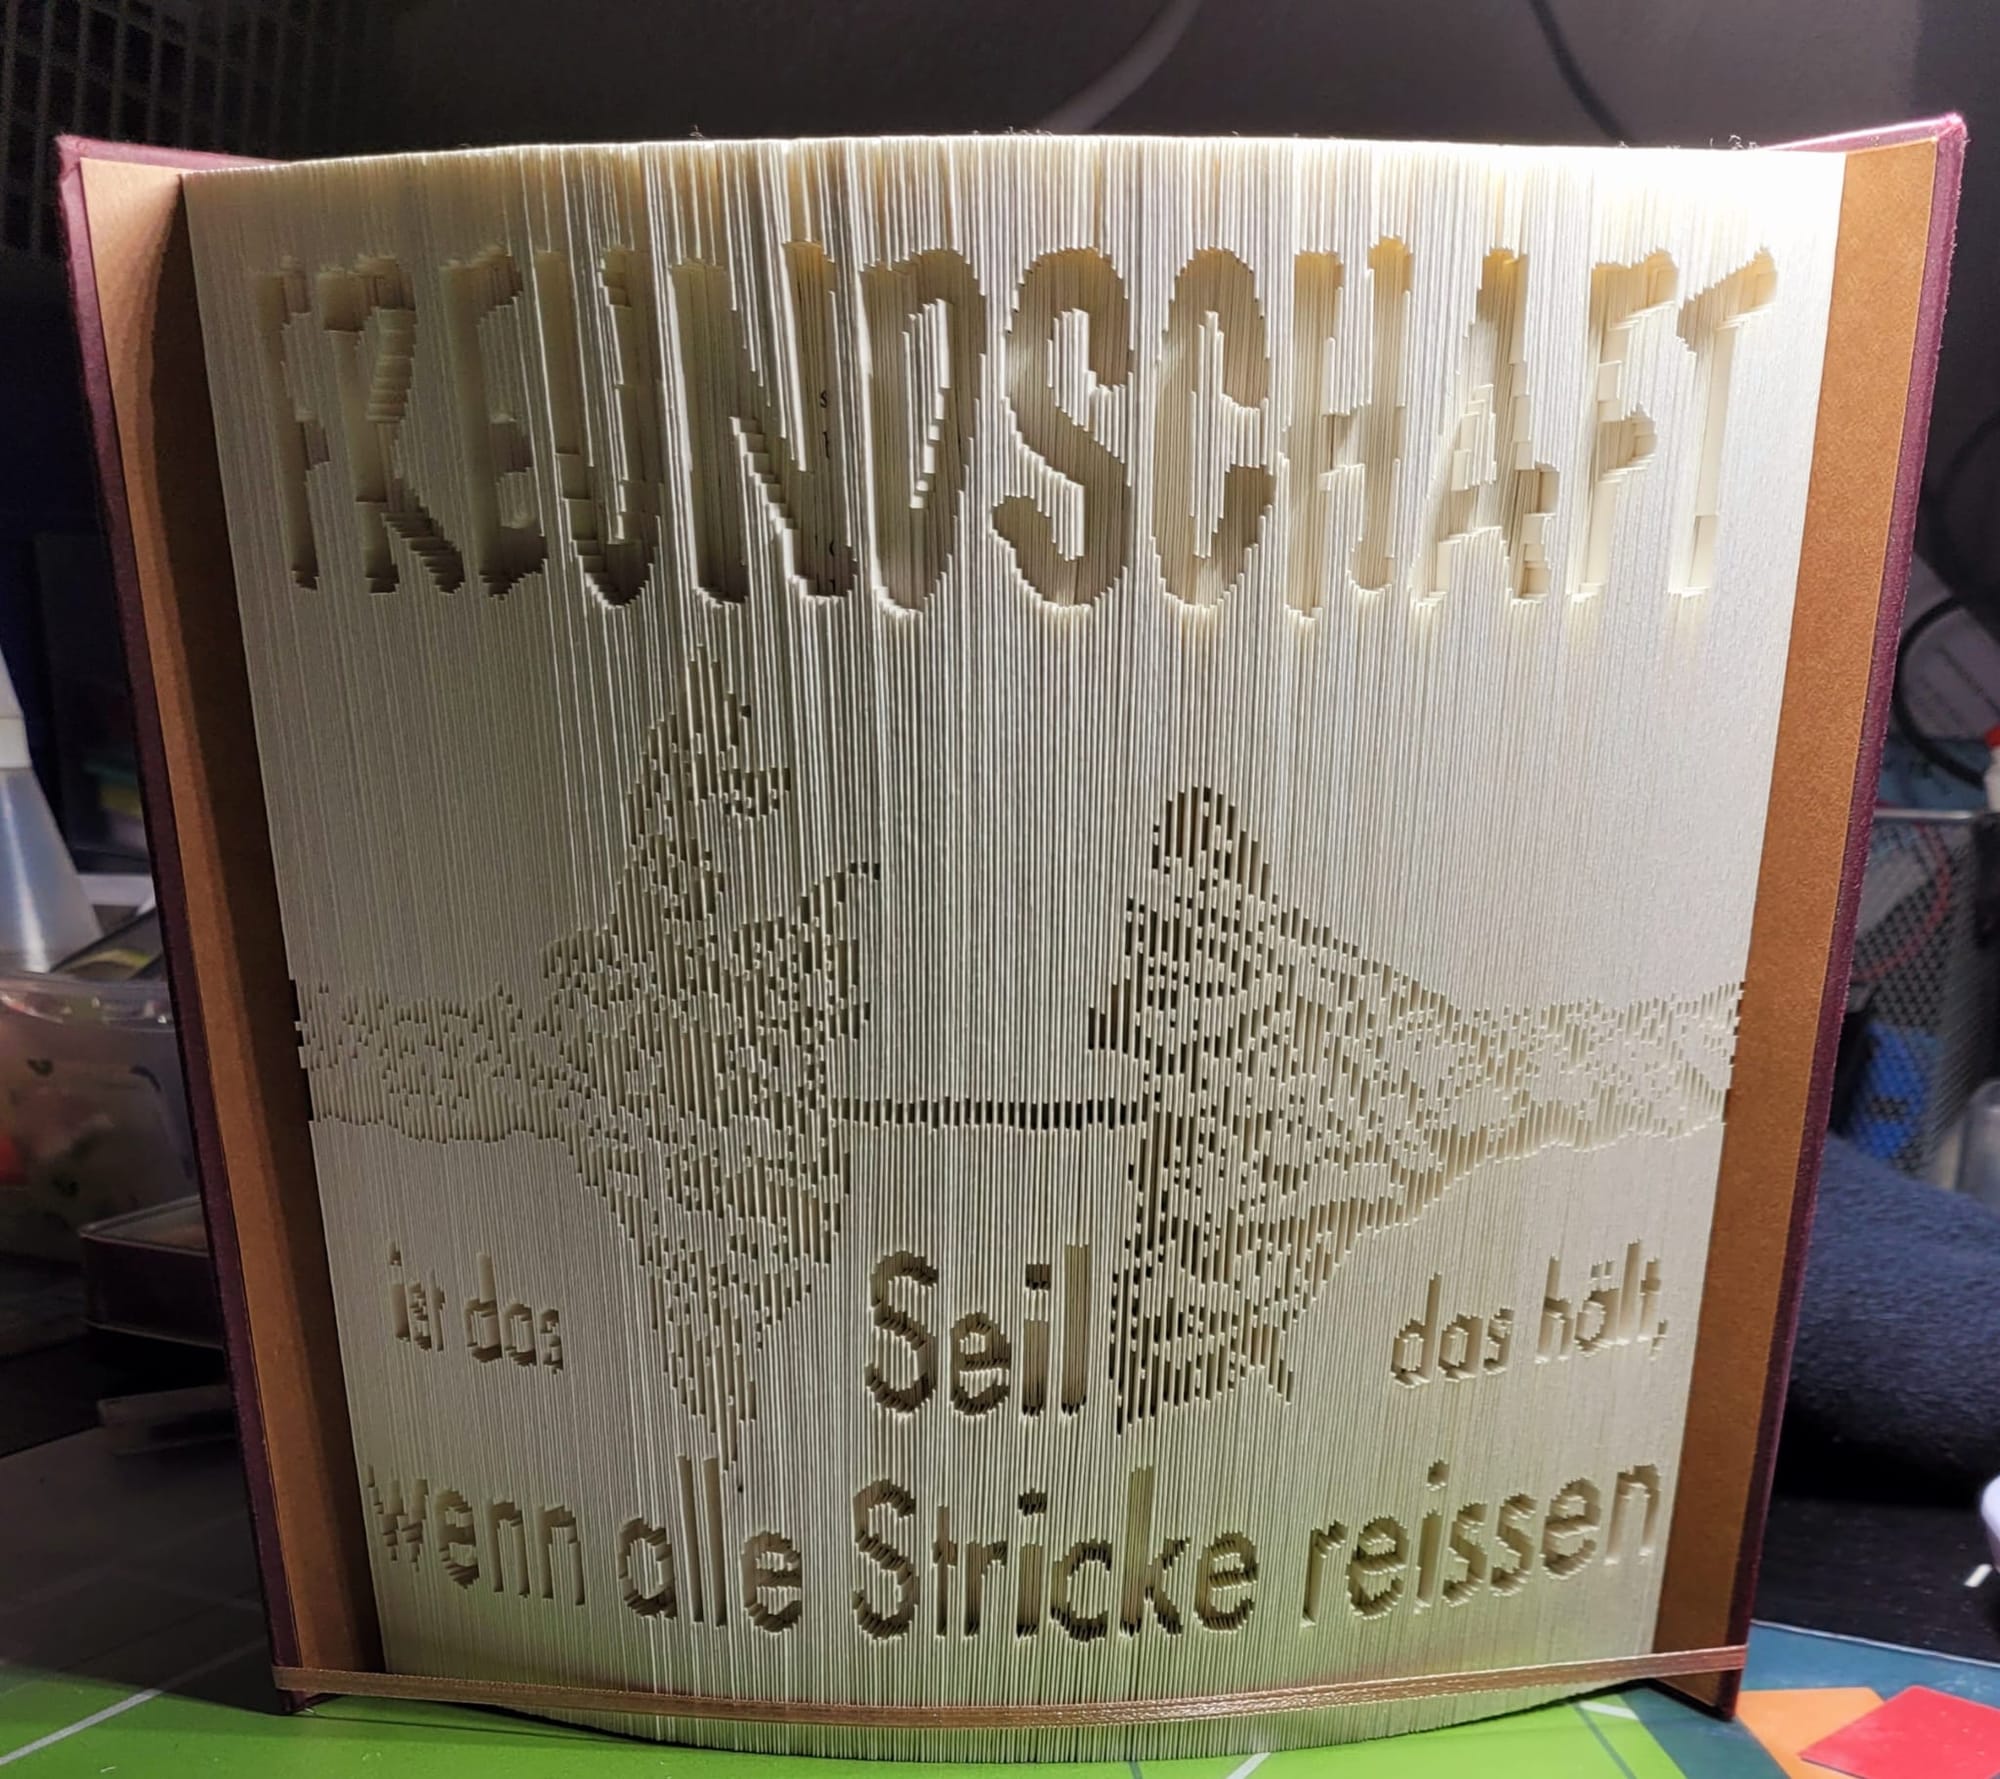 FREUNDSCHAFT
ist das Seil das hält,
wenn alle Stricke reissen